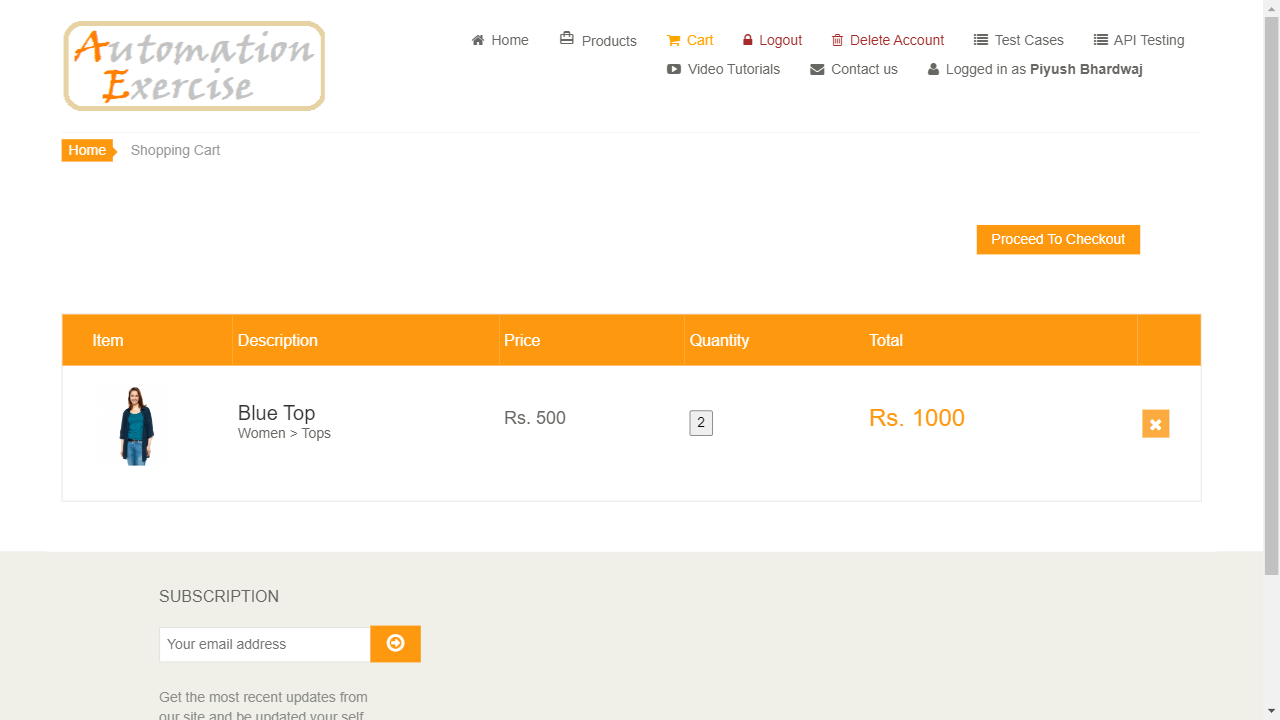 Automation
Exercise
Home Products Cart Logout Delete Account Test Cases API Testing
Video Tutorials Contact us Logged in as Piyush Bhardwaj
Home Shopping Cart
Proceed To Checkout
Item Description Price Quantity Total
Blue Top
Women > Tops
Rs. 500
2
Rs. 1000
SUBSCRIPTION
Your email address
Get the most recent updates from
our site and be updated your self